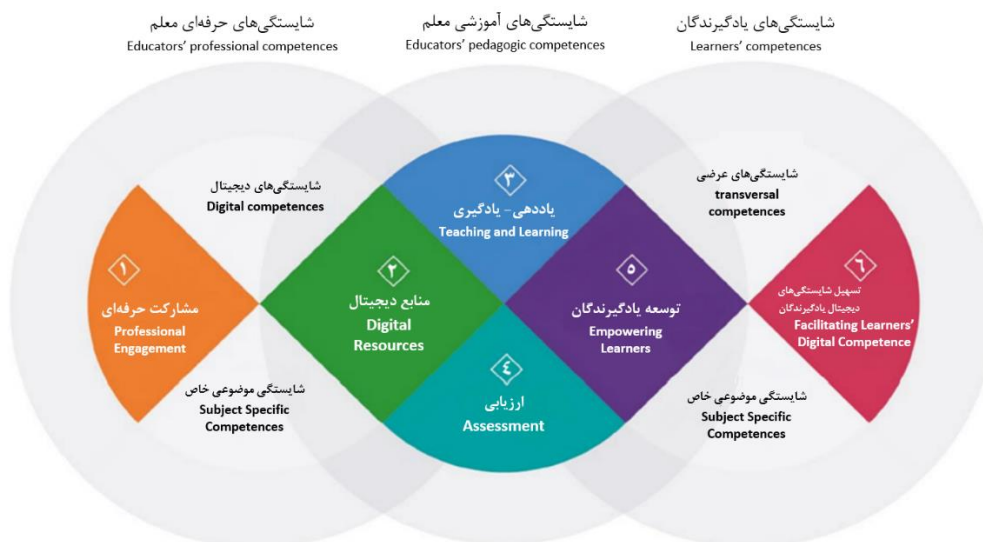 شایستگی‌های حرفه‌ای معلم
Educators' professional competences
شایستگی‌های آموزشی معلم
Educators' pedagogic competences
شایستگی‌های یادگیرندگان
Learners' competences
شایستگی‌های دیجیتال
Digital competences
۳
یاددهی- یادگیری
Teaching and Learning
شایستگی‌های عرضی
transversal
competences
۱
مشارکت حرفه‌ای
Professional
Engagement
۲
منابع دیجیتال
Digital
Resources
۵
توسعه یادگیرندگان
Empowering
Learners
۶
تسهیل شایستگی‌های
دیجیتال یادگیرندگان
Facilitating Learners'
Digital Competence
شایستگی موضوعی خاص
Subject Specific
Competences
٤
ارزیابی
Assessment
شایستگی موضوعی خاص
Subject Specific
Competences